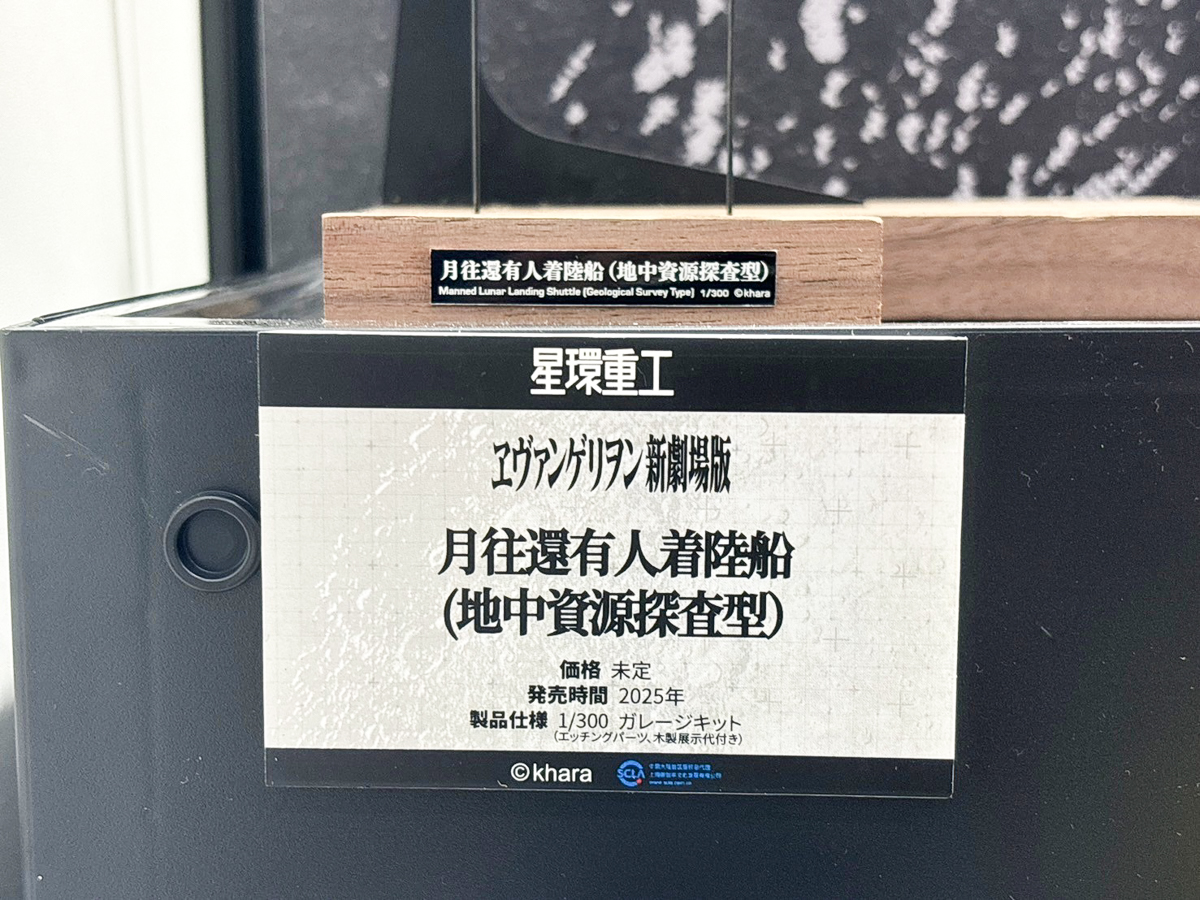 月往還有人着陸船(地中資源探査型)
Manned Lunar Landing Shuttle [Geological Survey Type] 1/300 ©khara
星環重工
ヱヴァンゲリヲン新劇場版
月往還有人着陸船
(地中資源探査型)
価格 未定
発売時間 2025年
製品仕様 1/300 ガレージキット
(エッチングパーツ、木製展示代付き)
©khara
SCLA